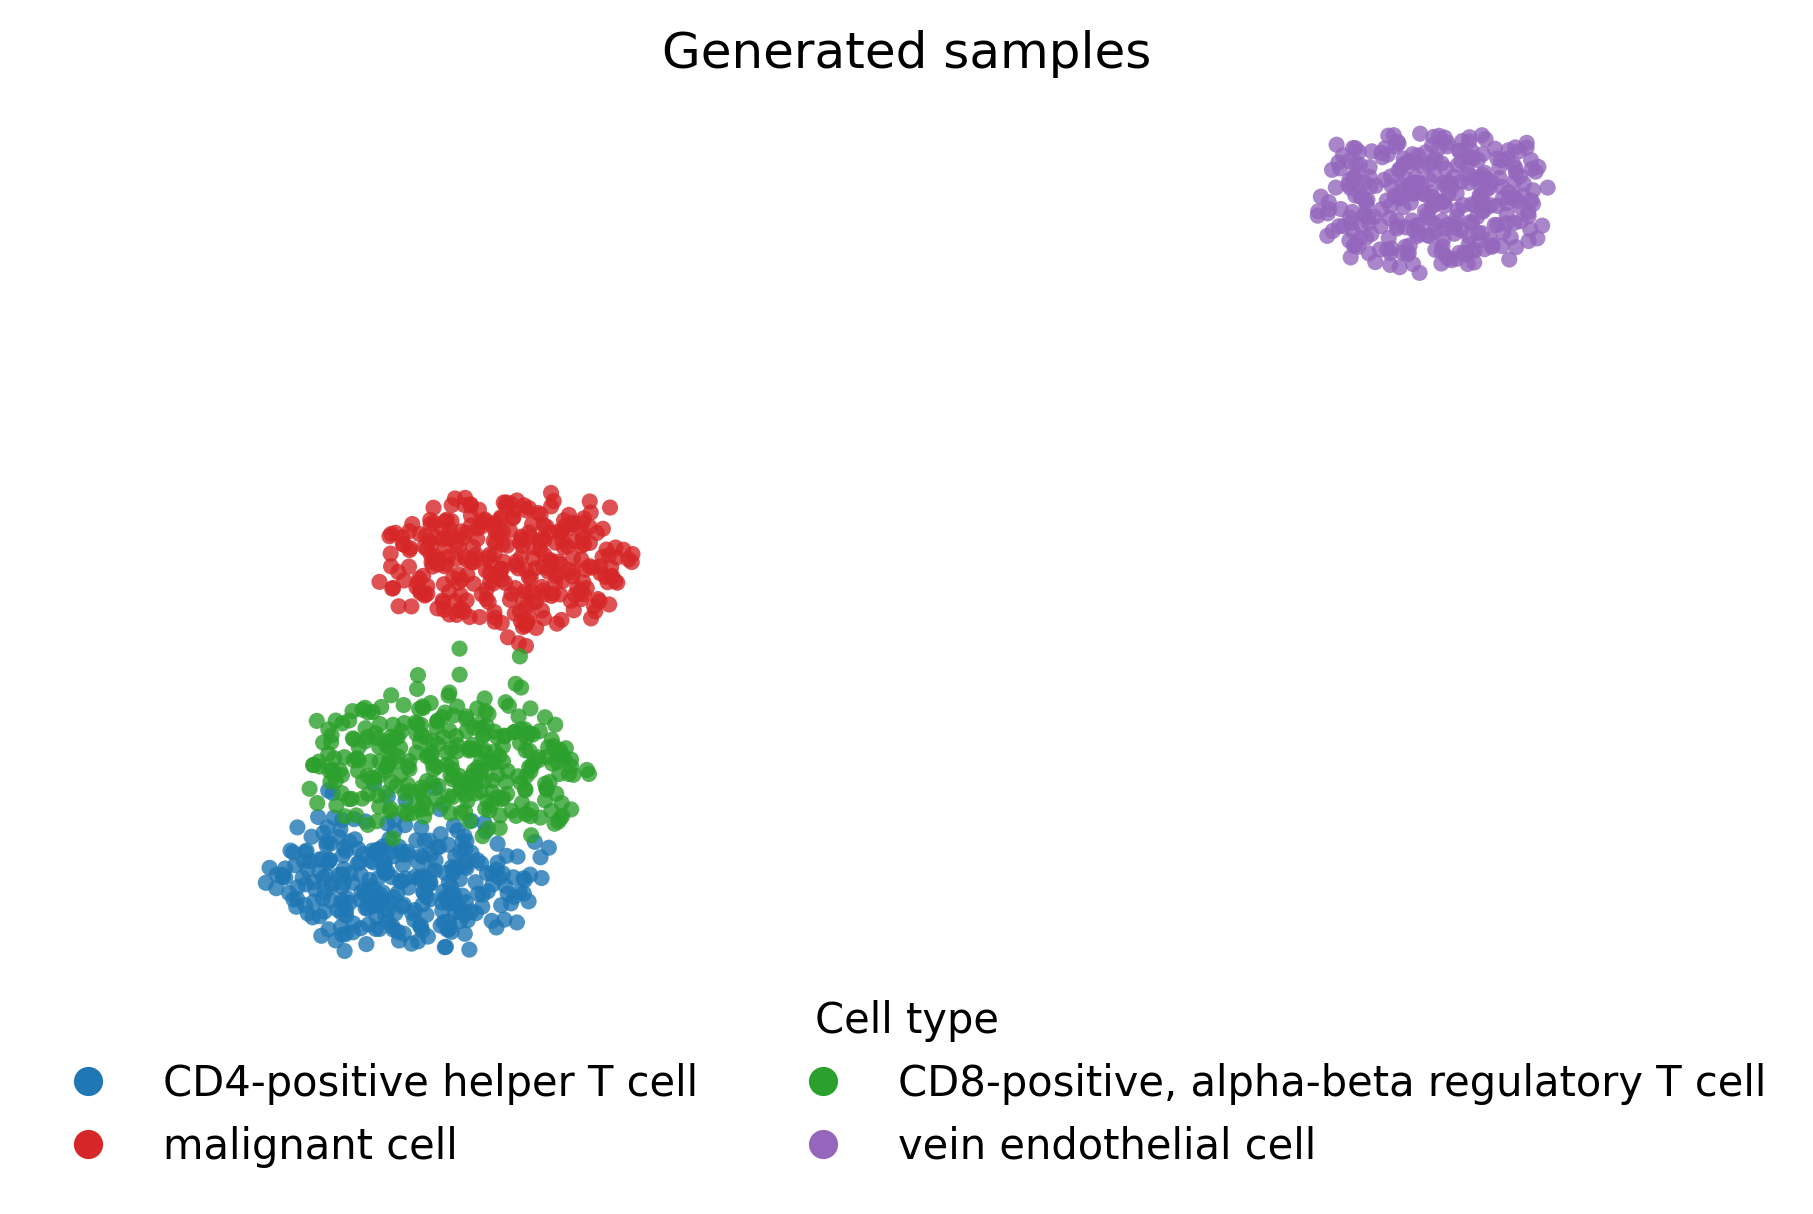 Generated samples
Cell type
CD4-positive helper T cell
CD8-positive, alpha-beta regulatory T cell
malignant cell
vein endothelial cell